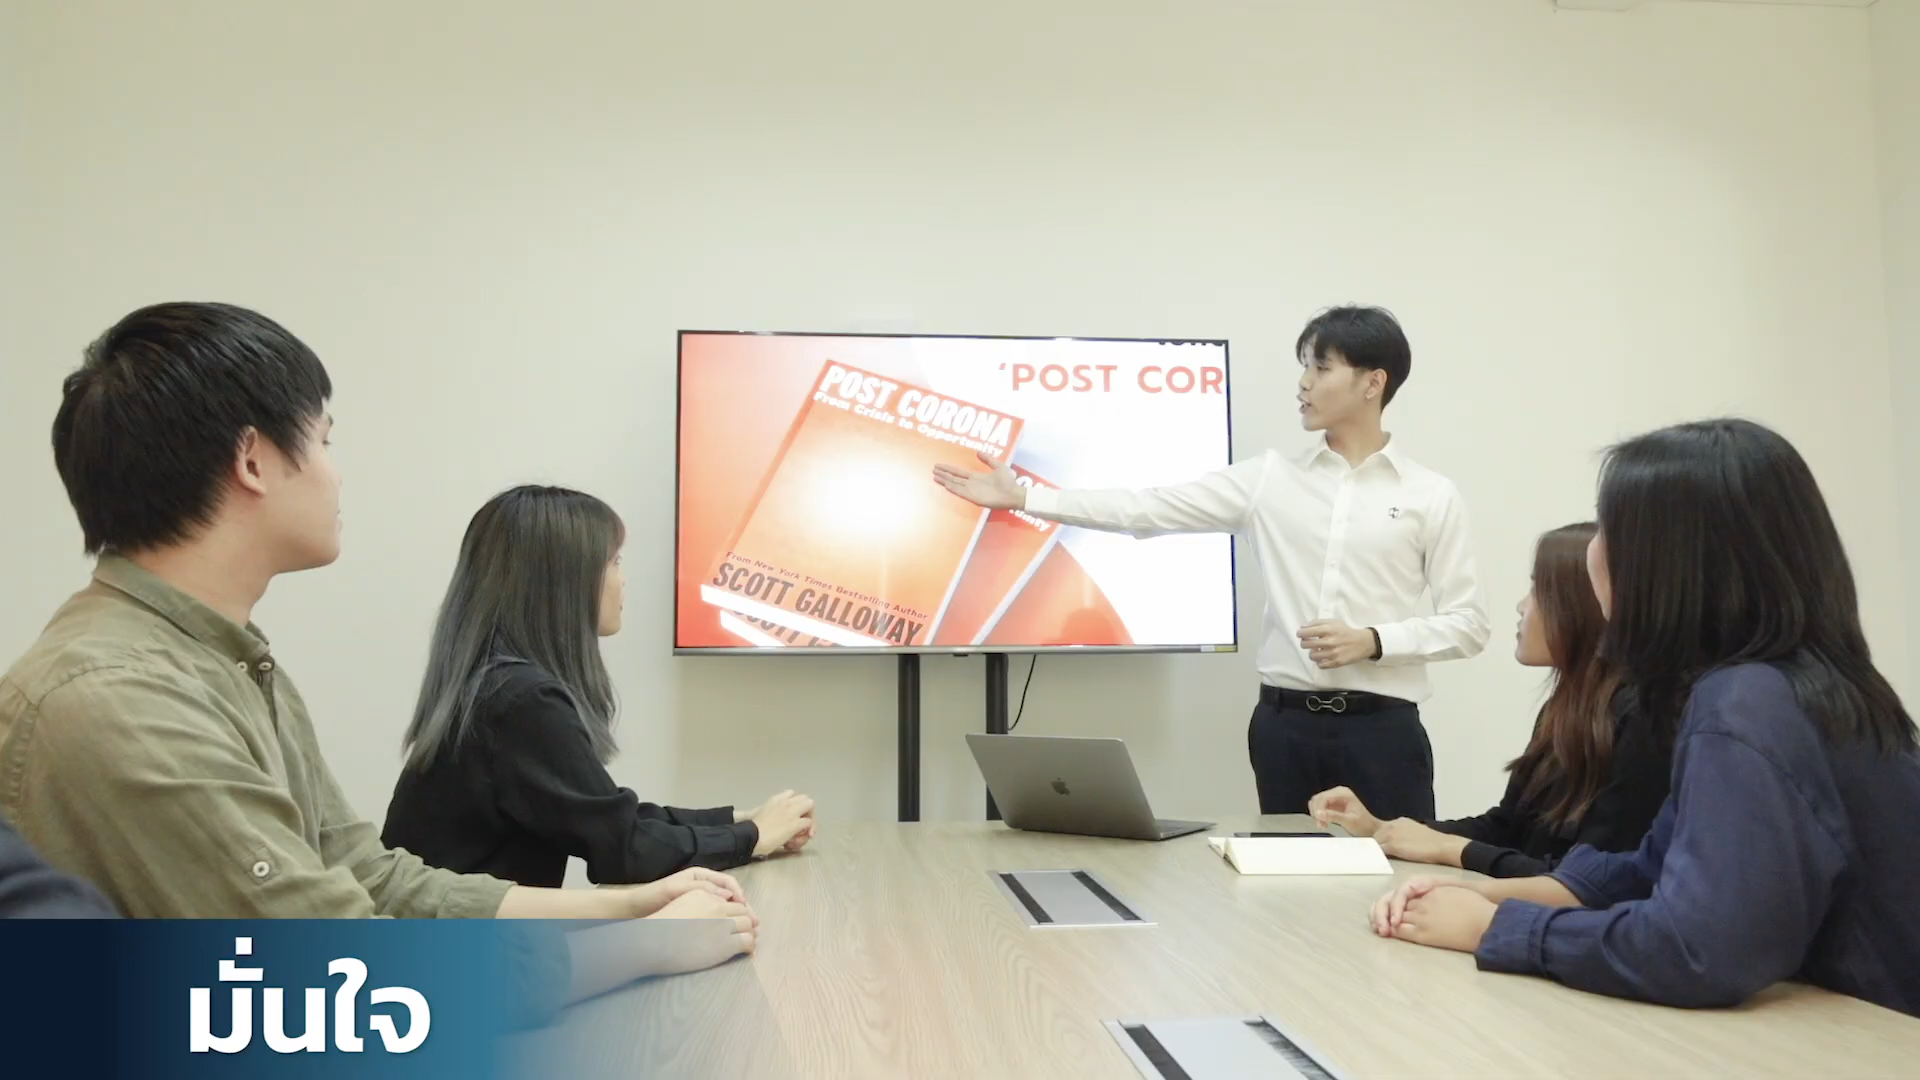 'POST COR
POST CORONA
From Crisis to Opportunity
From New York Times Bestselling Author
SCOTT GALLOWAY
มั่นใจ